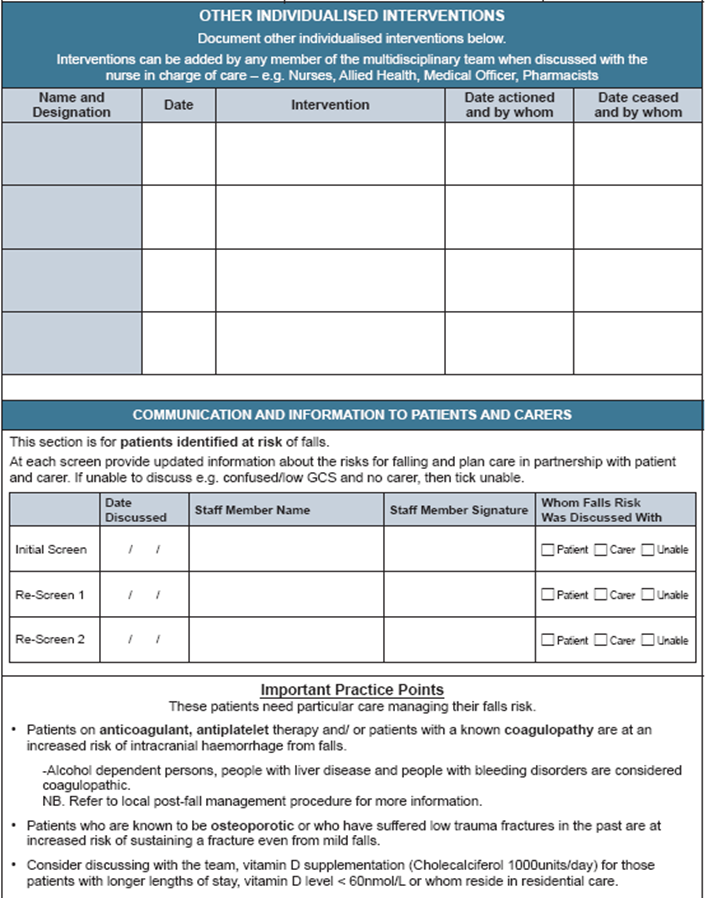 OTHER INDIVIDUALISED INTERVENTIONS
Document other individualised interventions below.
Interventions can be added by any member of the multidisciplinary team when discussed with the
nurse in charge of care – e.g. Nurses, Allied Health, Medical Officer, Pharmacists
Name and Designation
Date
Intervention
Date actioned and by whom
Date ceased and by whom
COMMUNICATION AND INFORMATION TO PATIENTS AND CARERS
This section is for patients identified at risk of falls.
At each screen provide updated information about the risks for falling and plan care in partnership with patient
and carer. If unable to discuss e.g. confused/low GCS and no carer, then tick unable.
Date Discussed
Staff Member Name
Staff Member Signature
Whom Falls Risk Was Discussed With
Initial Screen / / Patient Carer Unable
Re-Screen 1 / / Patient Carer Unable
Re-Screen 2 / / Patient Carer Unable
Important Practice Points
These patients need particular care managing their falls risk.
• Patients on anticoagulant, antiplatelet therapy and/ or patients with a known coagulopathy are at an
increased risk of intracranial haemorrhage from falls.
-Alcohol dependent persons, people with liver disease and people with bleeding disorders are considered
coagulopathic.
NB. Refer to local post-fall management procedure for more information.
• Patients who are known to be osteoporotic or who have suffered low trauma fractures in the past are at
increased risk of sustaining a fracture even from mild falls.
• Consider discussing with the team, vitamin D supplementation (Cholecalciferol 1000units/day) for those
patients with longer lengths of stay, vitamin D level < 60nmol/L or whom reside in residential care.